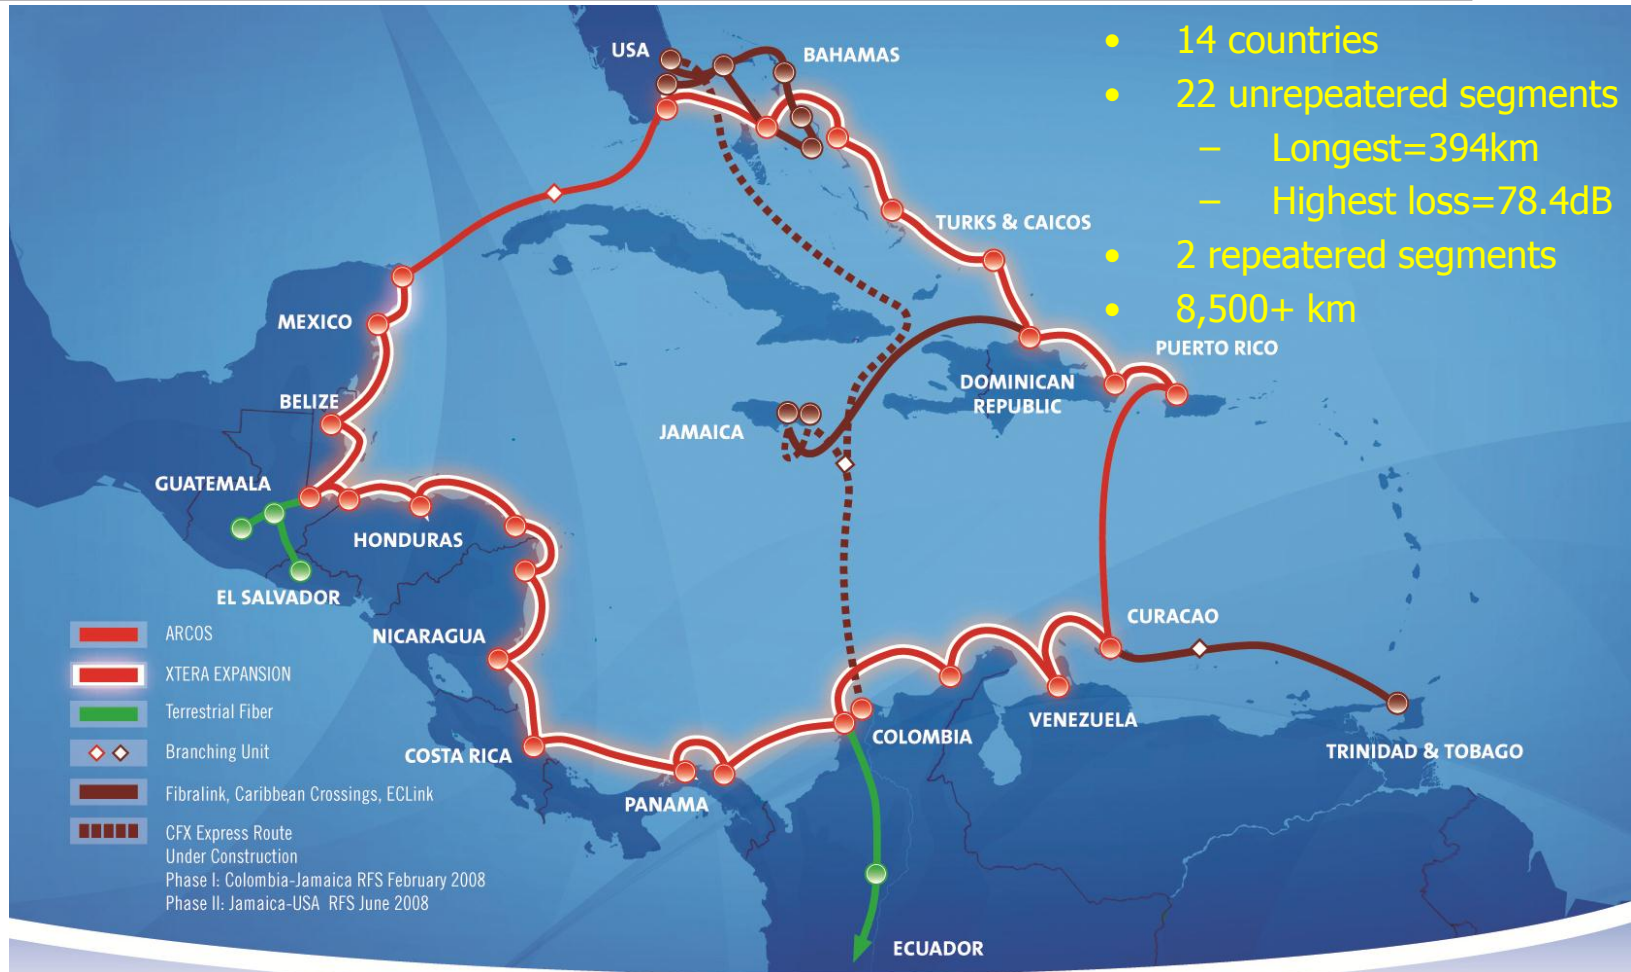 USA
BAHAMAS
• 14 countries
• 22 unrepeatered segments
– Longest=394km
– Highest loss=78.4dB
• 2 repeatered segments
• 8,500+ km
TURKS & CAICOS
MEXICO
PUERTO RICO
DOMINICAN
REPUBLIC
BELIZE
JAMAICA
GUATEMALA
HONDURAS
EL SALVADOR
NICARAGUA
CURACAO
COSTA RICA
PANAMA
COLOMBIA
VENEZUELA
TRINIDAD & TOBAGO
ECUADOR
ARCOS
XTERA EXPANSION
Terrestrial Fiber
Branching Unit
Fibralink, Caribbean Crossings, ECLink
CFX Express Route
Under Construction
Phase I: Colombia-Jamaica RFS February 2008
Phase II: Jamaica-USA RFS June 2008